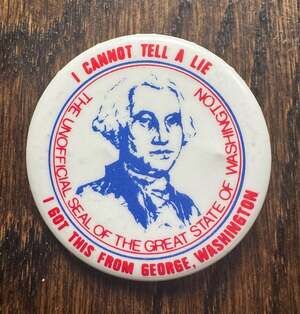 I CANNOT TELL A LIE
THE UNOFFICIAL SEAL OF THE GREAT STATE OF WASHINGTON
I GOT THIS FROM GEORGE, WASHINGTON